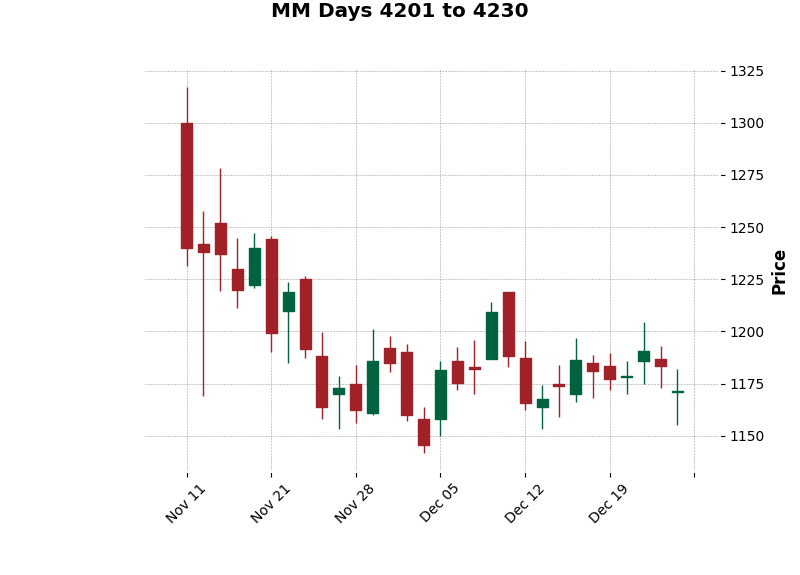 MM Days 4201 to 4230
1325
1300
1275
1250
1225
1200
1175
1150
Price
Nov 11
Nov 21
Nov 28
Dec 05
Dec 12
Dec 19